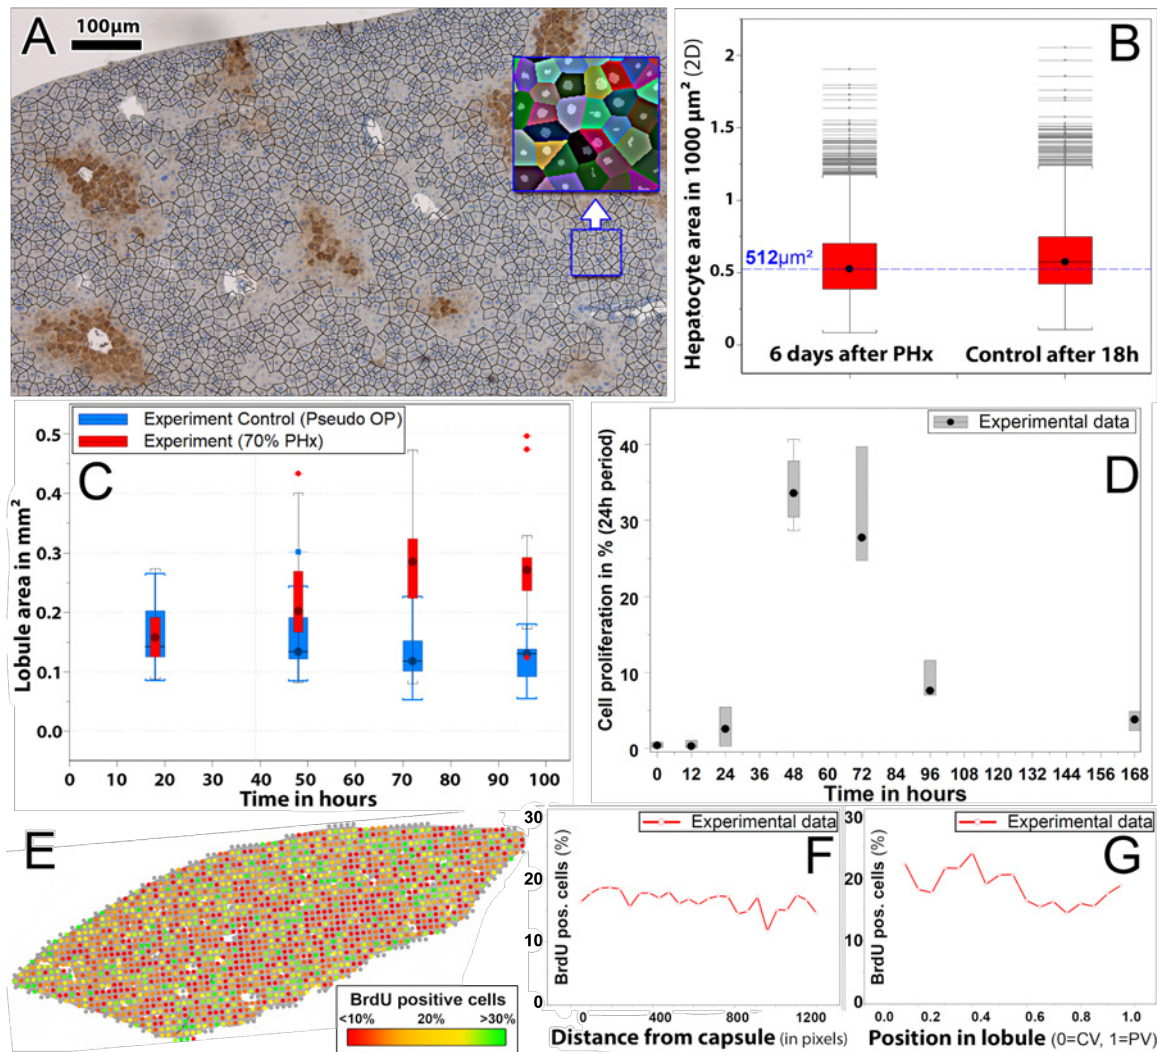 A
100µm
B
Hepatocyte area in 1000 µm² (2D)
2
1.5
1
0.5
0
512µm²
6 days after PHx
Control after 18h
C
Experiment Control (Pseudo OP)
Experiment (70% PHx)
Lobule area in mm²
0.5
0.4
0.3
0.2
0.1
0.0
0 10 20 30 40 50 60 70 80 90 100
Time in hours
D
Experimental data
Cell proliferation in % (24h period)
40
30
20
10
0
0 12 24 36 48 60 72 84 96 108 120 132 144 156 168
Time in hours
E
BrdU positive cells
<10% 20% >30%
F
Experimental data
BrdU pos. cells (%)
30
20
10
0
0 400 800 1200
Distance from capsule (in pixels)
G
Experimental data
BrdU pos. cells (%)
30
20
10
0
0.0 0.2 0.4 0.6 0.8 1.0
Position in lobule (0=CV, 1=PV)